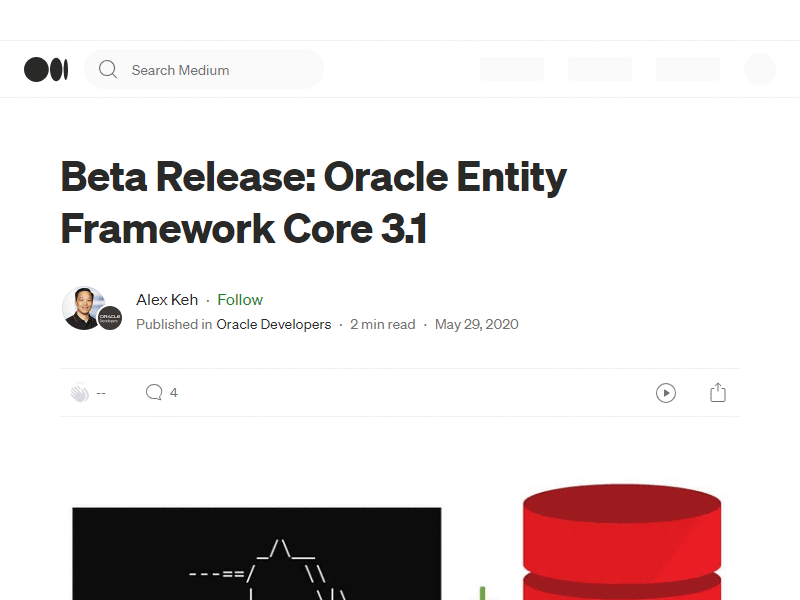 Search Medium
Beta Release: Oracle Entity
Framework Core 3.1
Alex Keh · Follow
Published in Oracle Developers · 2 min read · May 29, 2020
-- 4
ORACLE
Developers